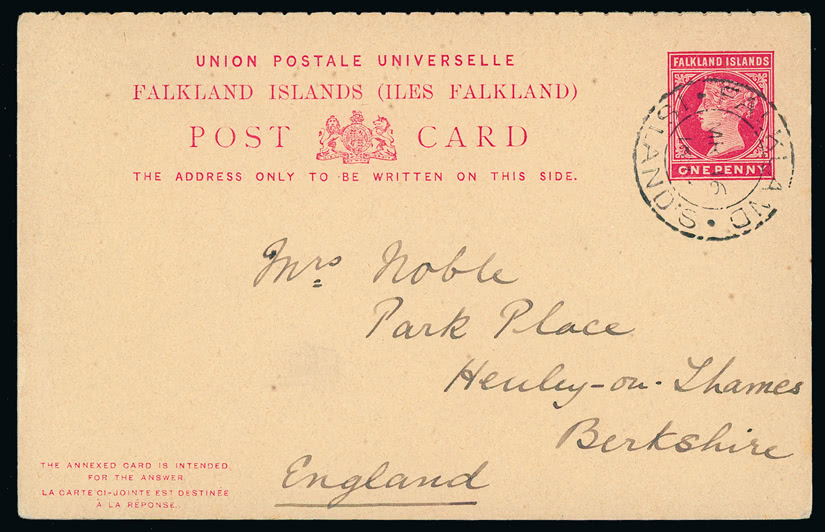 UNION POSTALE UNIVERSELLE
FALKLAND ISLANDS (ILES FALKLAND)
POST CARD
THE ADDRESS ONLY TO BE WRITTEN ON THIS SIDE.
FALKLAND ISLANDS
ONE PENNY
FALKLAND
ISLANDS
Mrs Noble
Park Place
Henley-on-Thames
Berkshire
England
THE ANNEXED CARD IS INTENDED
FOR THE ANSWER.
LA CARTE CI-JOINTE EST DESTINÉE
À LA RÉPONSE.